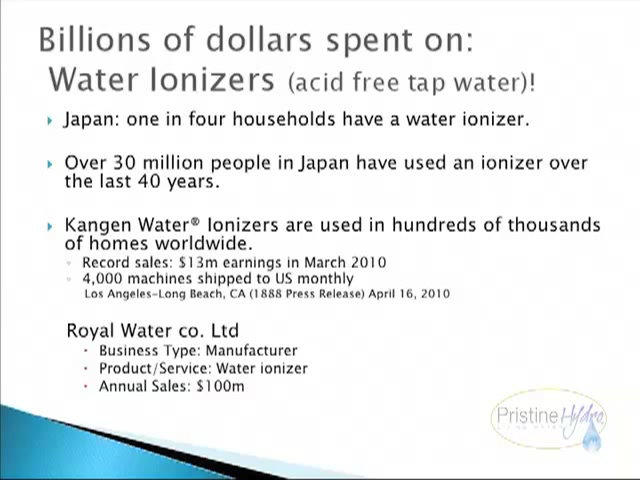 Billions of dollars spent on:
Water Ionizers (acid free tap water)!
Japan: one in four households have a water ionizer.
Over 30 million people in Japan have used an ionizer over
the last 40 years.
Kangen Water® Ionizers are used in hundreds of thousands
of homes worldwide.
Record sales: $13m earnings in March 2010
4,000 machines shipped to US monthly
Los Angeles-Long Beach, CA (1888 Press Release) April 16, 2010
Royal Water co. Ltd
Business Type: Manufacturer
Product/Service: Water ionizer
Annual Sales: $100m
Pristine Hydro